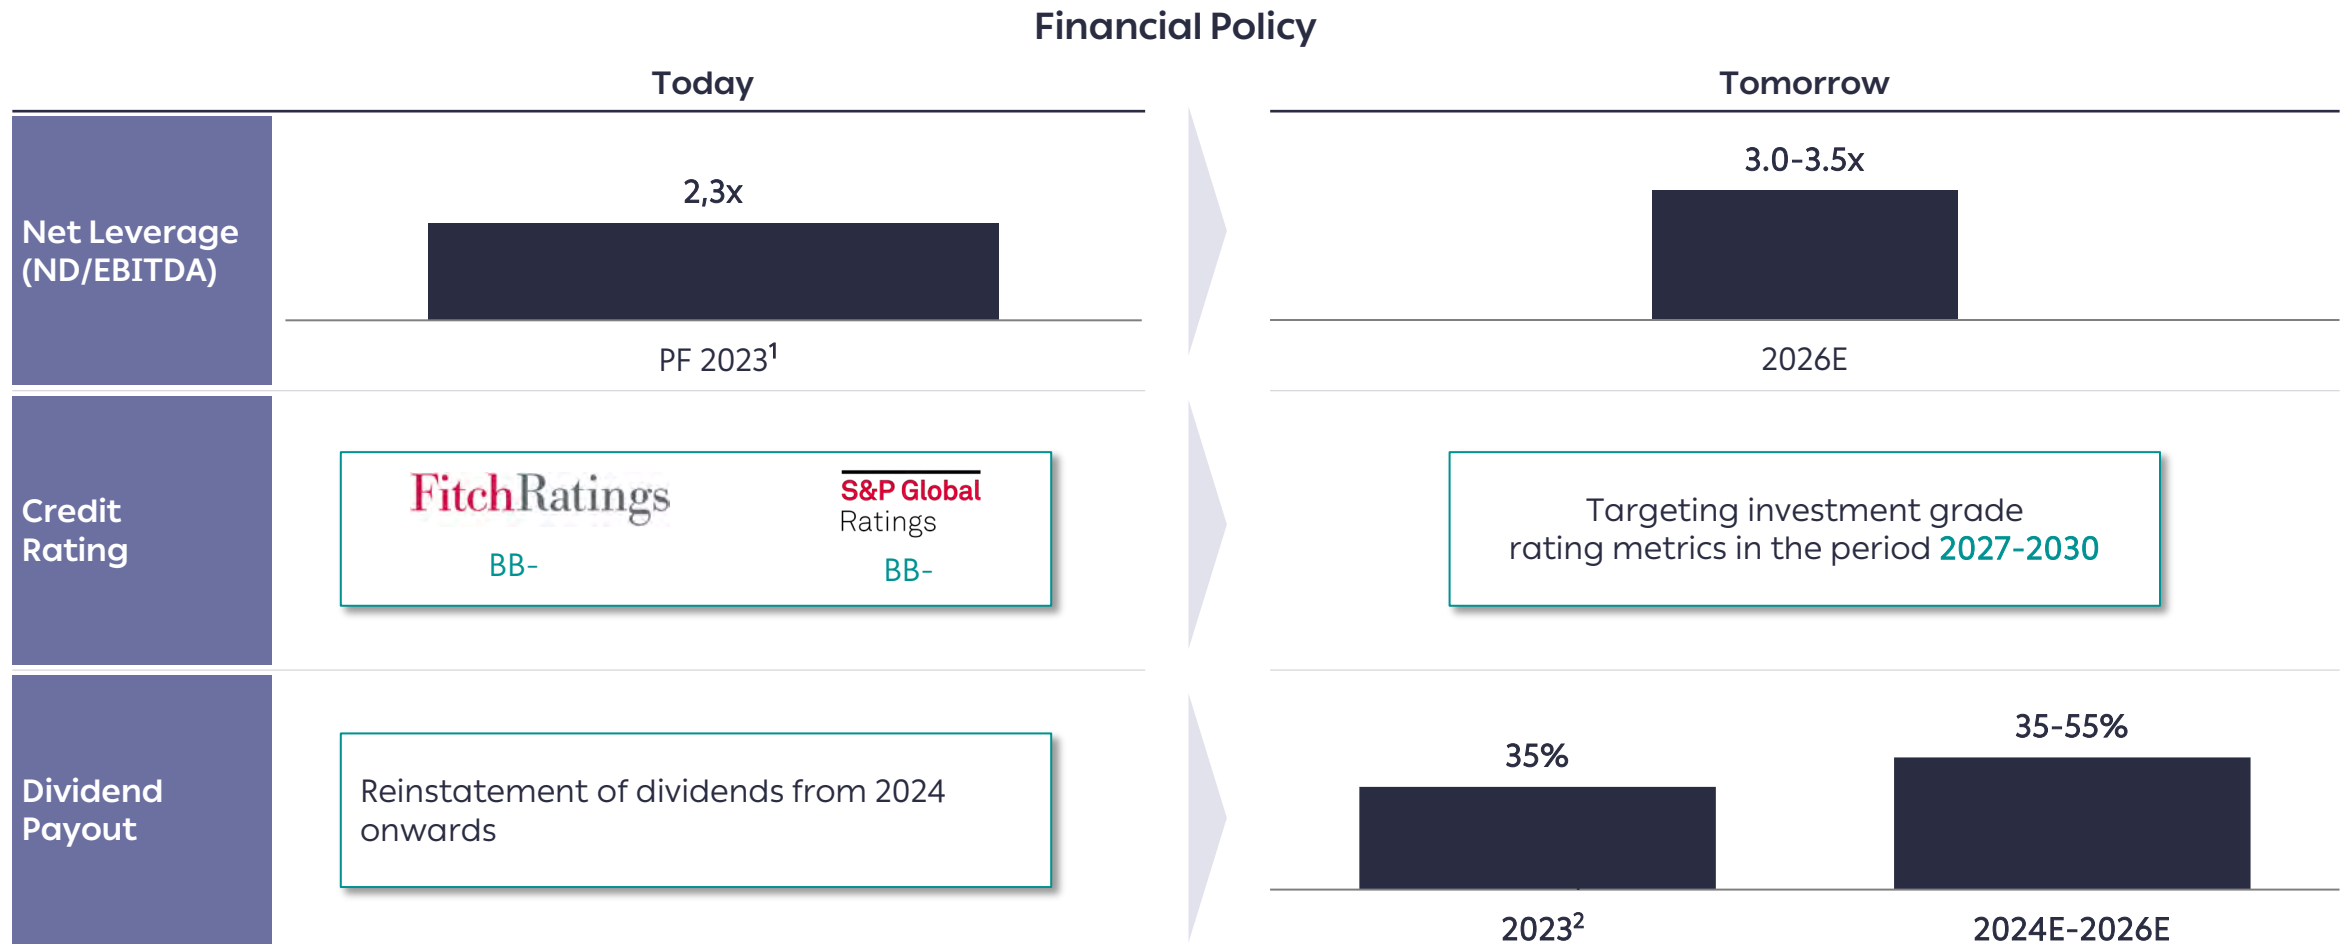 Financial Policy
Today
Tomorrow
Net Leverage
(ND/EBITDA)
2,3x
PF 2023¹
3.0-3.5x
2026E
Credit
Rating
FitchRatings
BB-
S&P Global
Ratings
BB-
Targeting investment grade
rating metrics in the period 2027-2030
Dividend
Payout
Reinstatement of dividends from 2024
onwards
35%
2023²
35-55%
2024E-2026E